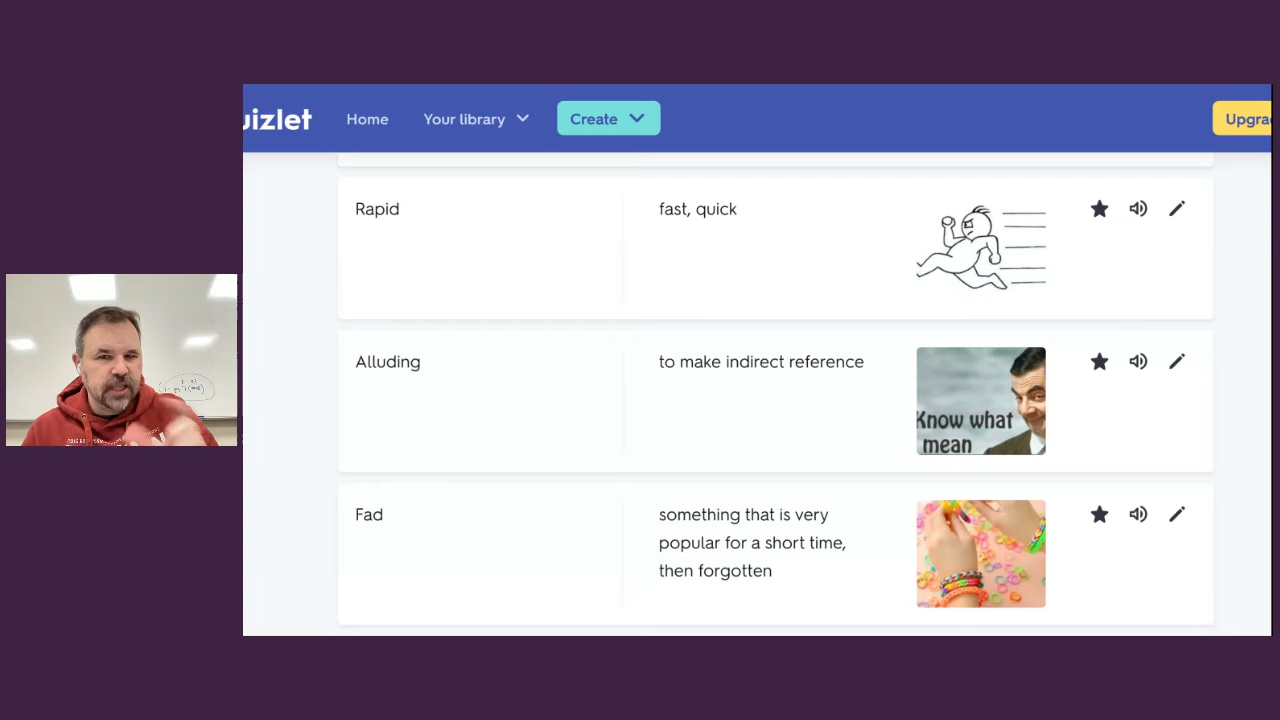 uizlet
Home
Your library
Create
Upgra
Rapid
fast, quick
Alluding
to make indirect reference
Know what
mean
Fad
something that is very
popular for a short time,
then forgotten